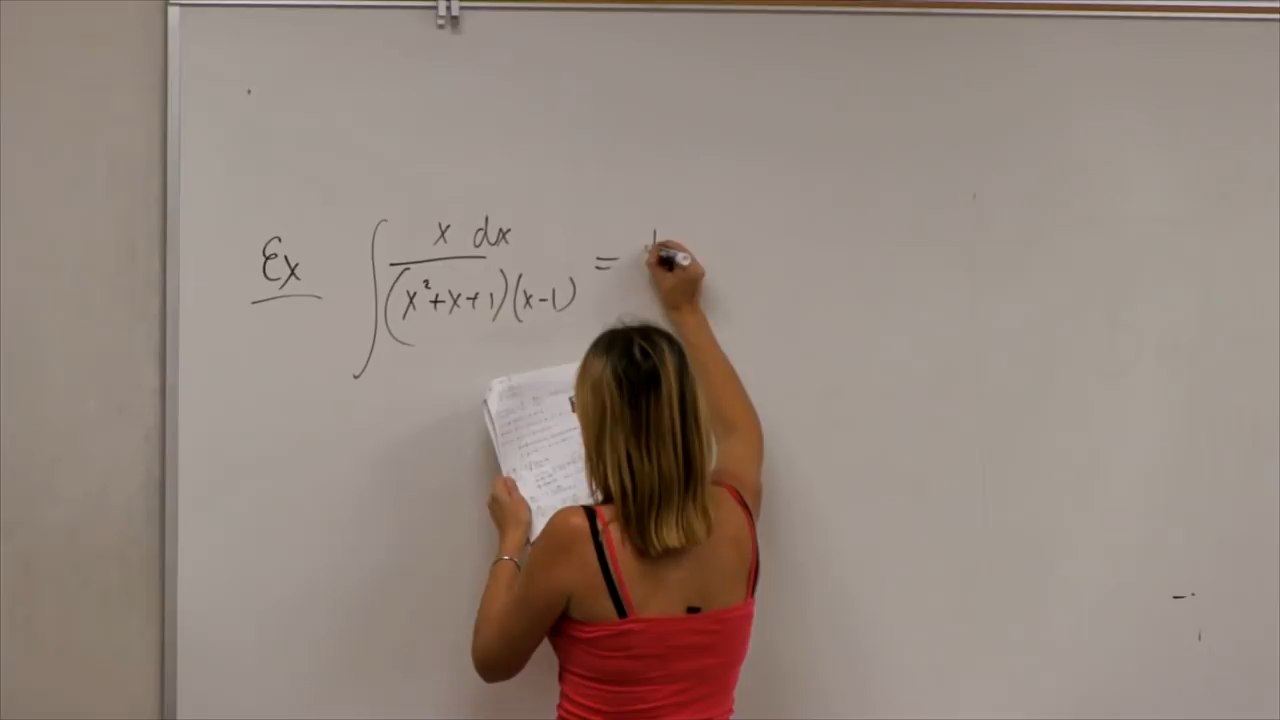 Ex ∫ x dx / (x²+x+1)(x-1) =